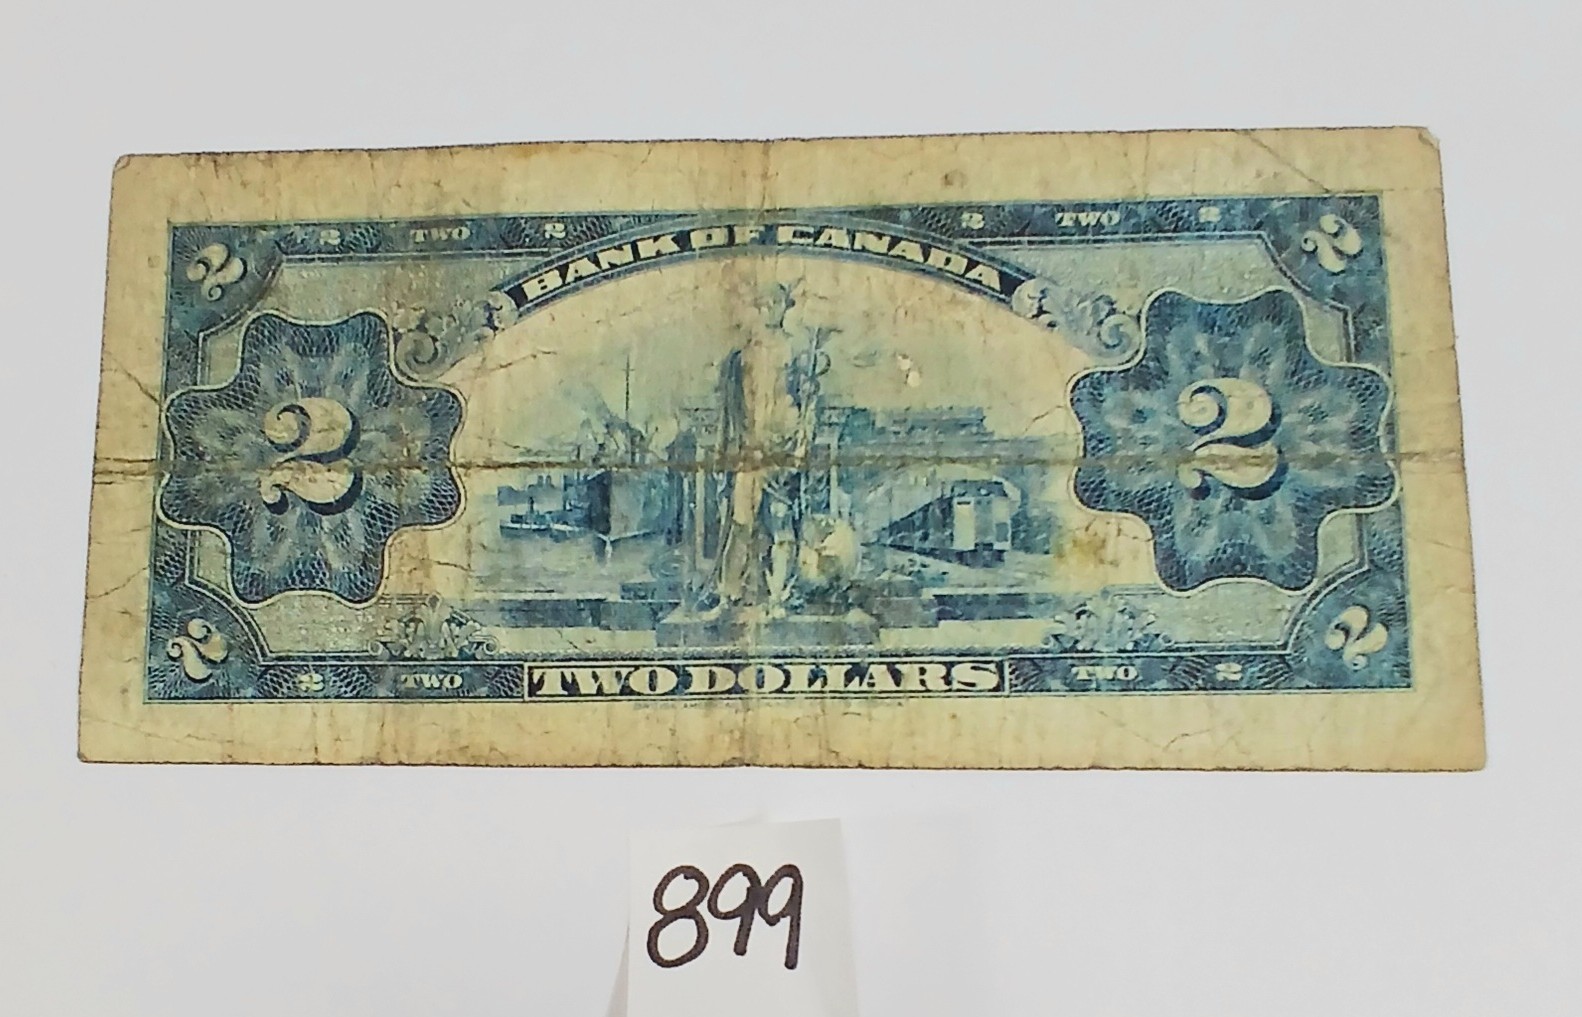 2 2 TWO 2 2 TWO 2 2
BANK OF CANADA
2 2
2 2 TWO TWO DOLLARS TWO 2 2
899